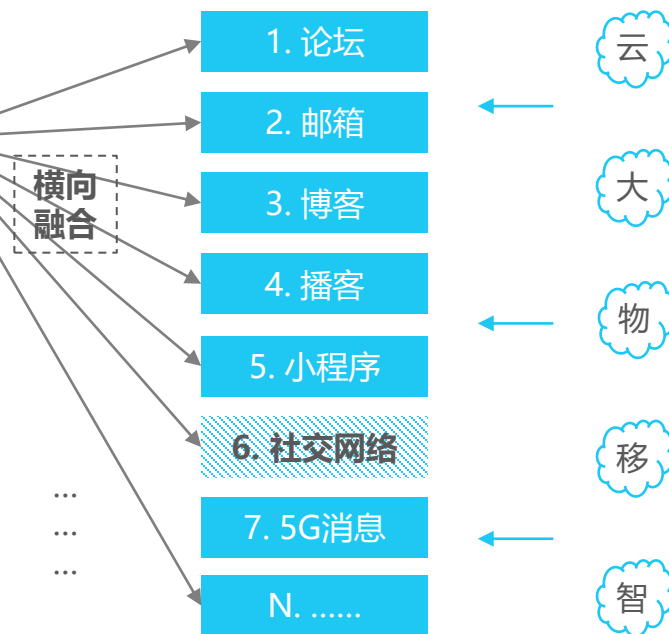 1. 论坛
2. 邮箱
3. 博客
4. 播客
5. 小程序
6. 社交网络
7. 5G消息
N. ......
横向
融合
...
...
...
云
大
物
移
智